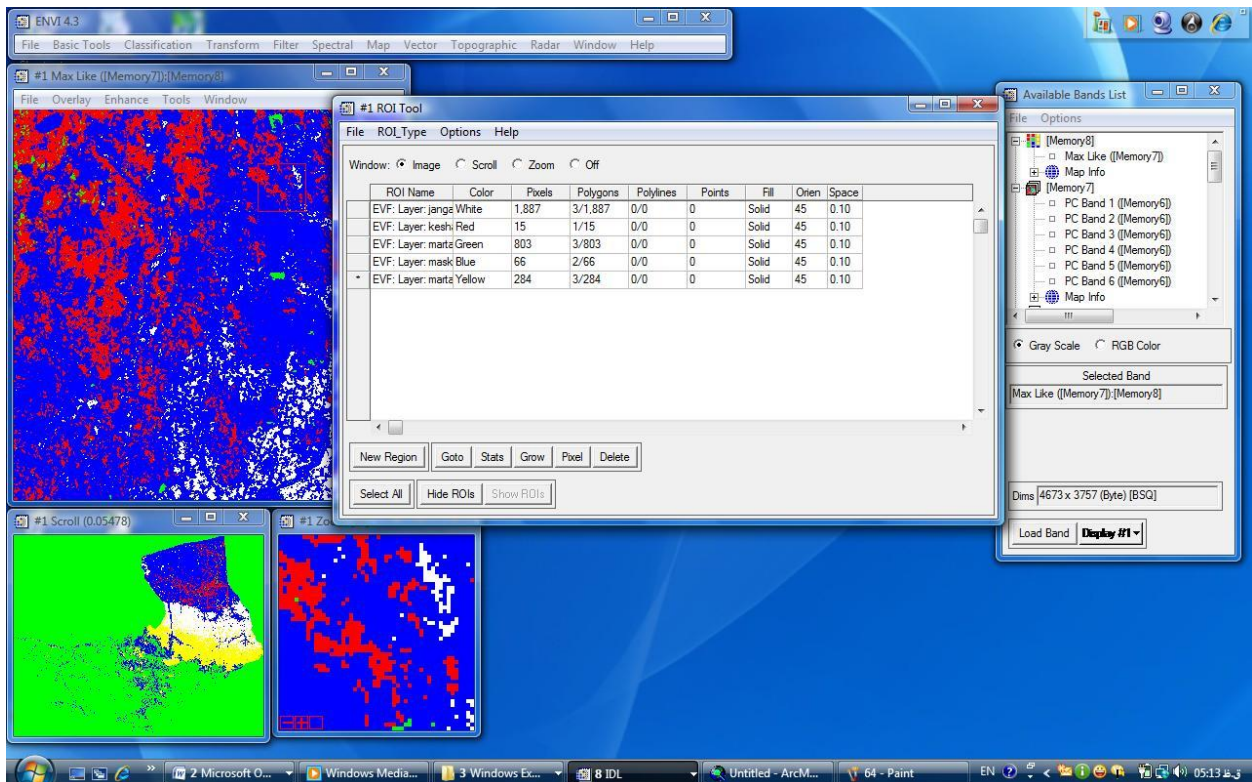 ENVI 4.3
File Basic Tools Classification Transform Filter Spectral Map Vector Topographic Radar Window Help
#1 Max Like ([Memory7]):[Memory8]
File Overlay Enhance Tools Window
#1 ROI Tool
File ROI_Type Options Help
Window: Image Scroll Zoom Off
ROI Name Color Pixels Polygons Polylines Points Fill Orien Space
EVF: Layer: janga White 1,887 3/1,887 0/0 0 Solid 45 0.10
EVF: Layer: kesh Red 15 1/15 0/0 0 Solid 45 0.10
EVF: Layer: marta Green 803 3/803 0/0 0 Solid 45 0.10
EVF: Layer: mask Blue 66 2/66 0/0 0 Solid 45 0.10
* EVF: Layer: marta Yellow 284 3/284 0/0 0 Solid 45 0.10
New Region Goto Stats Grow Pixel Delete
Select All Hide ROIs Show ROIs
Available Bands List
File Options
[Memory8]
Max Like ([Memory7])
Map Info
[Memory7]
PC Band 1 ([Memory6])
PC Band 2 ([Memory6])
PC Band 3 ([Memory6])
PC Band 4 ([Memory6])
PC Band 5 ([Memory6])
PC Band 6 ([Memory6])
Map Info
Gray Scale RGB Color
Selected Band
Max Like ([Memory7]):[Memory8]
Dims 4673 x 3757 (Byte) [BSQ]
Load Band Display #1
#1 Scroll (0.05478)
#1 Zo
2 Microsoft O... Windows Media... 3 Windows Ex... 8 IDL Untitled - ArcM... 64 - Paint EN 05:13 ق.ظ